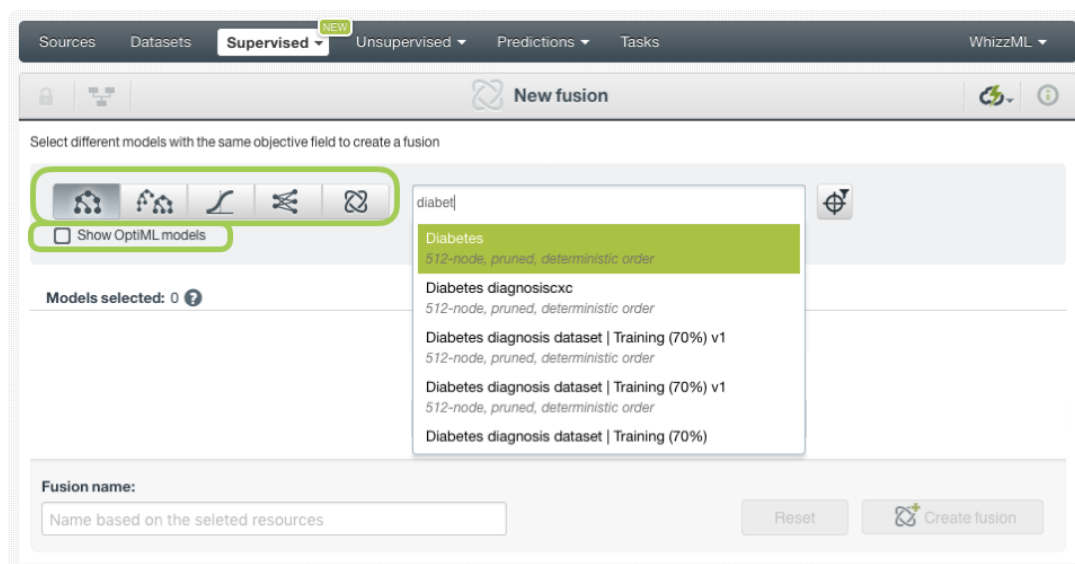 NEW
Sources Datasets Supervised Unsupervised Predictions Tasks WhizzML
New fusion
Select different models with the same objective field to create a fusion
diabet
Show OptiML models
Diabetes
512-node, pruned, deterministic order
Models selected: 0
Diabetes diagnosiscxc
512-node, pruned, deterministic order
Diabetes diagnosis dataset | Training (70%) v1
512-node, pruned, deterministic order
Diabetes diagnosis dataset | Training (70%) v1
512-node, pruned, deterministic order
Diabetes diagnosis dataset | Training (70%)
Fusion name:
Name based on the seleted resources Reset Create fusion